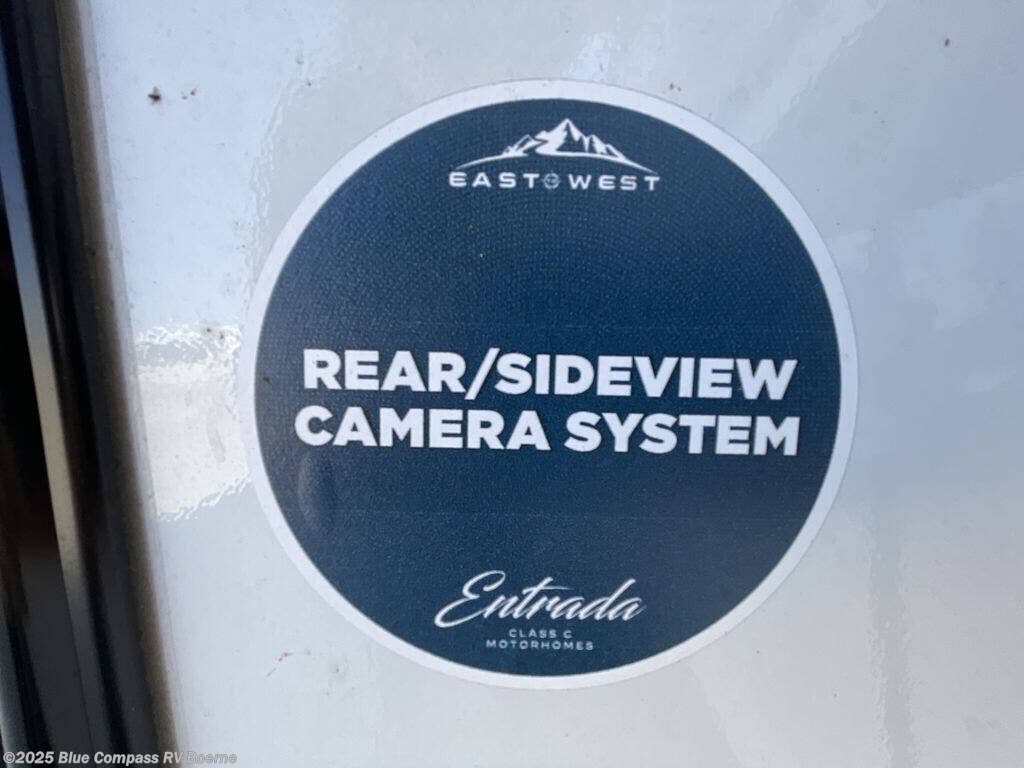 EAST WEST
REAR/SIDEVIEW
CAMERA SYSTEM
Entrada
CLASS C
MOTORHOMES
©2025 Blue Compass RV Boerne